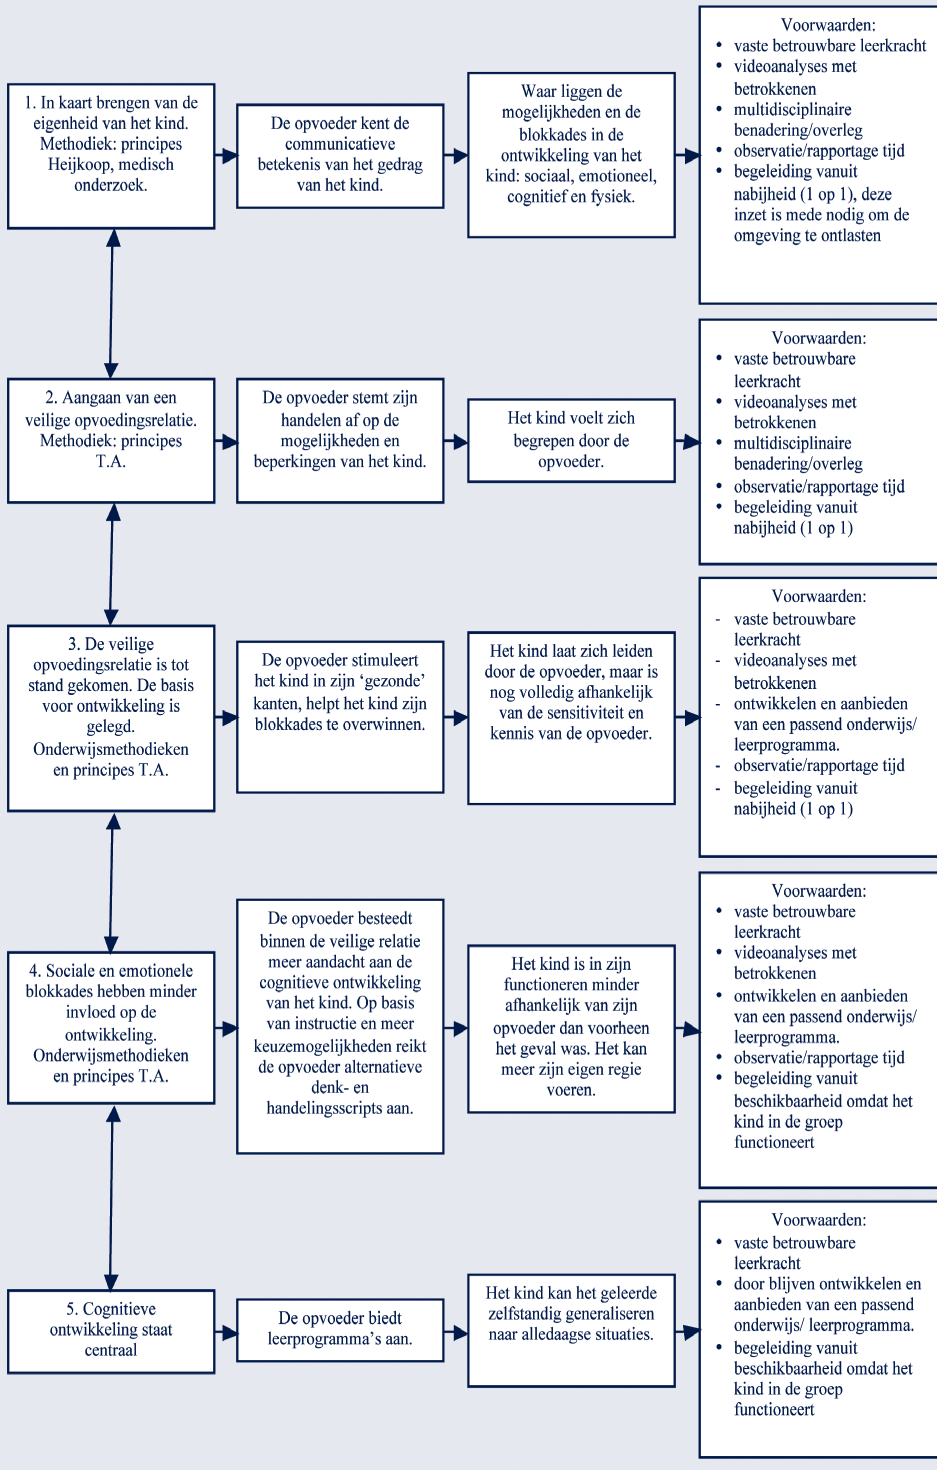 1. In kaart brengen van de
eigenheid van het kind.
Methodiek: principes
Heijkoop, medisch
onderzoek.
De opvoeder kent de
communicatieve
betekenis van het gedrag
van het kind.
Waar liggen de
mogelijkheden en de
blokkades in de
ontwikkeling van het
kind: sociaal, emotioneel,
cognitief en fysiek.
Voorwaarden:
• vaste betrouwbare leerkracht
• videoanalyses met
betrokkenen
• multidisciplinaire
benadering/overleg
• observatie/rapportage tijd
• begeleiding vanuit
nabijheid (1 op 1), deze
inzet is mede nodig om de
omgeving te ontlasten
2. Aangaan van een
veilige opvoedingsrelatie.
Methodiek: principes
T.A.
De opvoeder stemt zijn
handelen af op de
mogelijkheden en
beperkingen van het kind.
Het kind voelt zich
begrepen door de
opvoeder.
Voorwaarden:
• vaste betrouwbare
leerkracht
• videoanalyses met
betrokkenen
• multidisciplinaire
benadering/overleg
• observatie/rapportage tijd
• begeleiding vanuit
nabijheid (1 op 1)
3. De veilige
opvoedingsrelatie is tot
stand gekomen. De basis
voor ontwikkeling is
gelegd.
Onderwijsmethodieken
en principes T.A.
De opvoeder stimuleert
het kind in zijn ‘gezonde’
kanten, helpt het kind zijn
blokkades te overwinnen.
Het kind laat zich leiden
door de opvoeder, maar is
nog volledig afhankelijk
van de sensitiviteit en
kennis van de opvoeder.
Voorwaarden:
- vaste betrouwbare
leerkracht
- videoanalyses met
betrokkenen
- ontwikkelen en aanbieden
van een passend onderwijs/
leerprogramma.
- observatie/rapportage tijd
- begeleiding vanuit
nabijheid (1 op 1)
4. Sociale en emotionele
blokkades hebben minder
invloed op de
ontwikkeling.
Onderwijsmethodieken
en principes T.A.
De opvoeder besteedt
binnen de veilige relatie
meer aandacht aan de
cognitieve ontwikkeling
van het kind. Op basis
van instructie en meer
keuzemogelijkheden reikt
de opvoeder alternatieve
denk- en
handelingsscripts aan.
Het kind is in zijn
functioneren minder
afhankelijk van zijn
opvoeder dan voorheen
het geval was. Het kan
meer zijn eigen regie
voeren.
Voorwaarden:
• vaste betrouwbare
leerkracht
• videoanalyses met
betrokkenen
• ontwikkelen en aanbieden
van een passend onderwijs/
leerprogramma.
• observatie/rapportage tijd
• begeleiding vanuit
beschikbaarheid omdat het
kind in de groep
functioneert
5. Cognitieve
ontwikkeling staat
centraal
De opvoeder biedt
leerprogramma’s aan.
Het kind kan het geleerde
zelfstandig generaliseren
naar alledaagse situaties.
Voorwaarden:
• vaste betrouwbare
leerkracht
• door blijven ontwikkelen en
aanbieden van een passend
onderwijs/ leerprogramma.
• begeleiding vanuit
beschikbaarheid omdat het
kind in de groep
functioneert